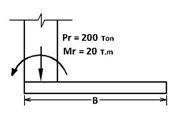 Pr = 200 Ton
Mr = 20 T.m
B